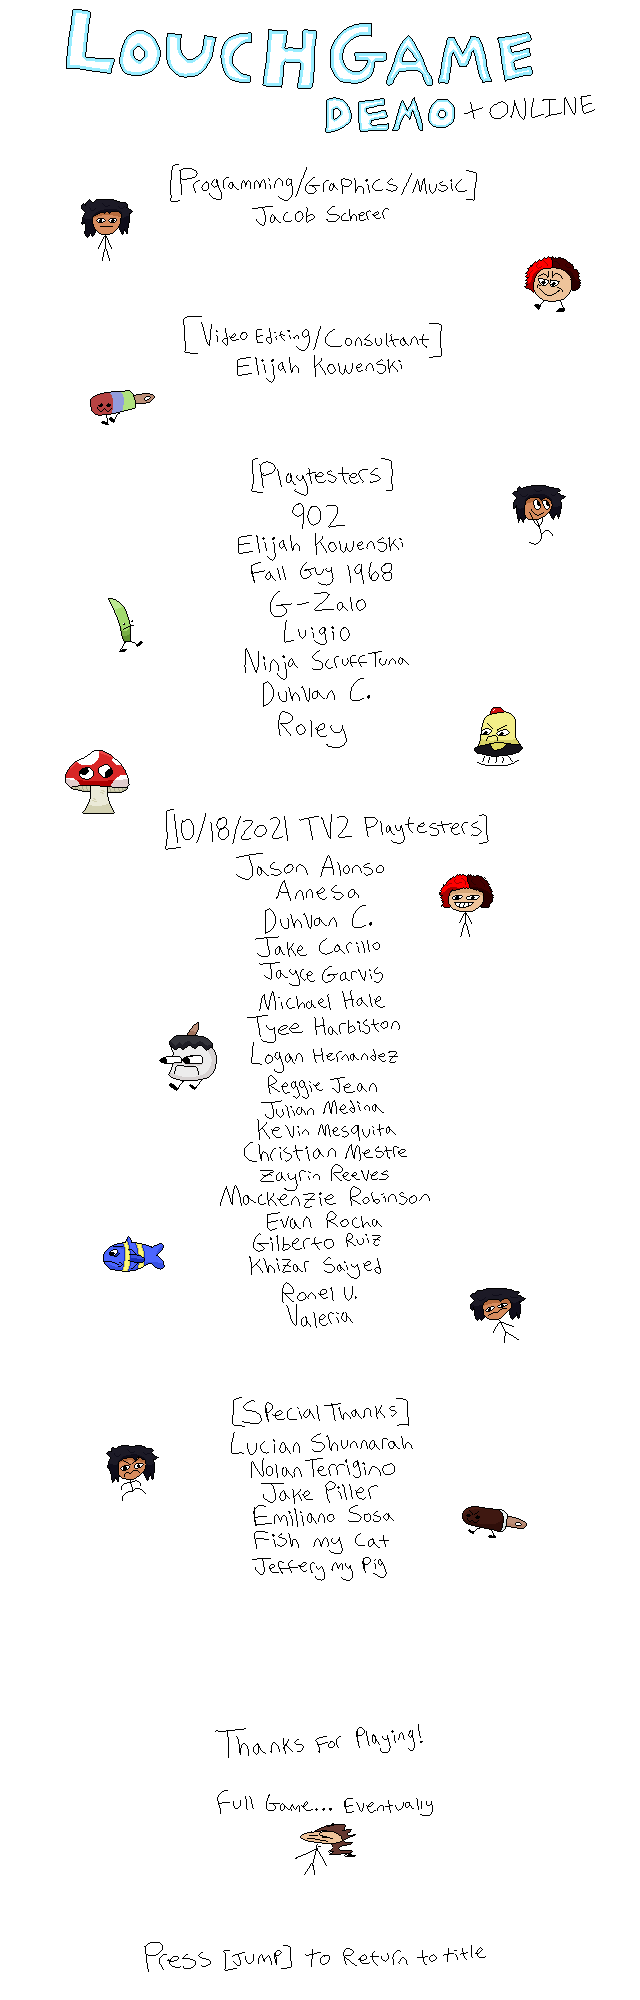 LOUCHGAME
DEMO + ONLINE
[Programming/Graphics/Music]
Jacob Scherer
[Video Editing/Consultant]
Elijah Kowenski
[Playtesters]
902
Elijah Kowenski
Fall Guy 1968
G-Zalo
Luigio
Ninja ScruffTuna
DuhVan C.
Roley
[10/18/2021 TV2 Playtesters]
Jason Alonso
Annesa
DuhVan C.
Jake Carillo
Jayce Garvis
Michael Hale
Tyee Harbiston
Logan Hernandez
Reggie Jean
Julian Medina
Kevin Mesquita
Christian Mestre
Zayrin Reeves
Mackenzie Robinson
Evan Rocha
Gilberto Ruiz
Khizar Saiyed
Ronel U.
Valeria
[Special Thanks]
Lucian Shunnarah
Nolan Terrigino
Jake Piller
Emiliano Sosa
Fish my Cat
Jeffery my Pig
Thanks For Playing!
Full Game... Eventually
Press [JUMP] to Return to title